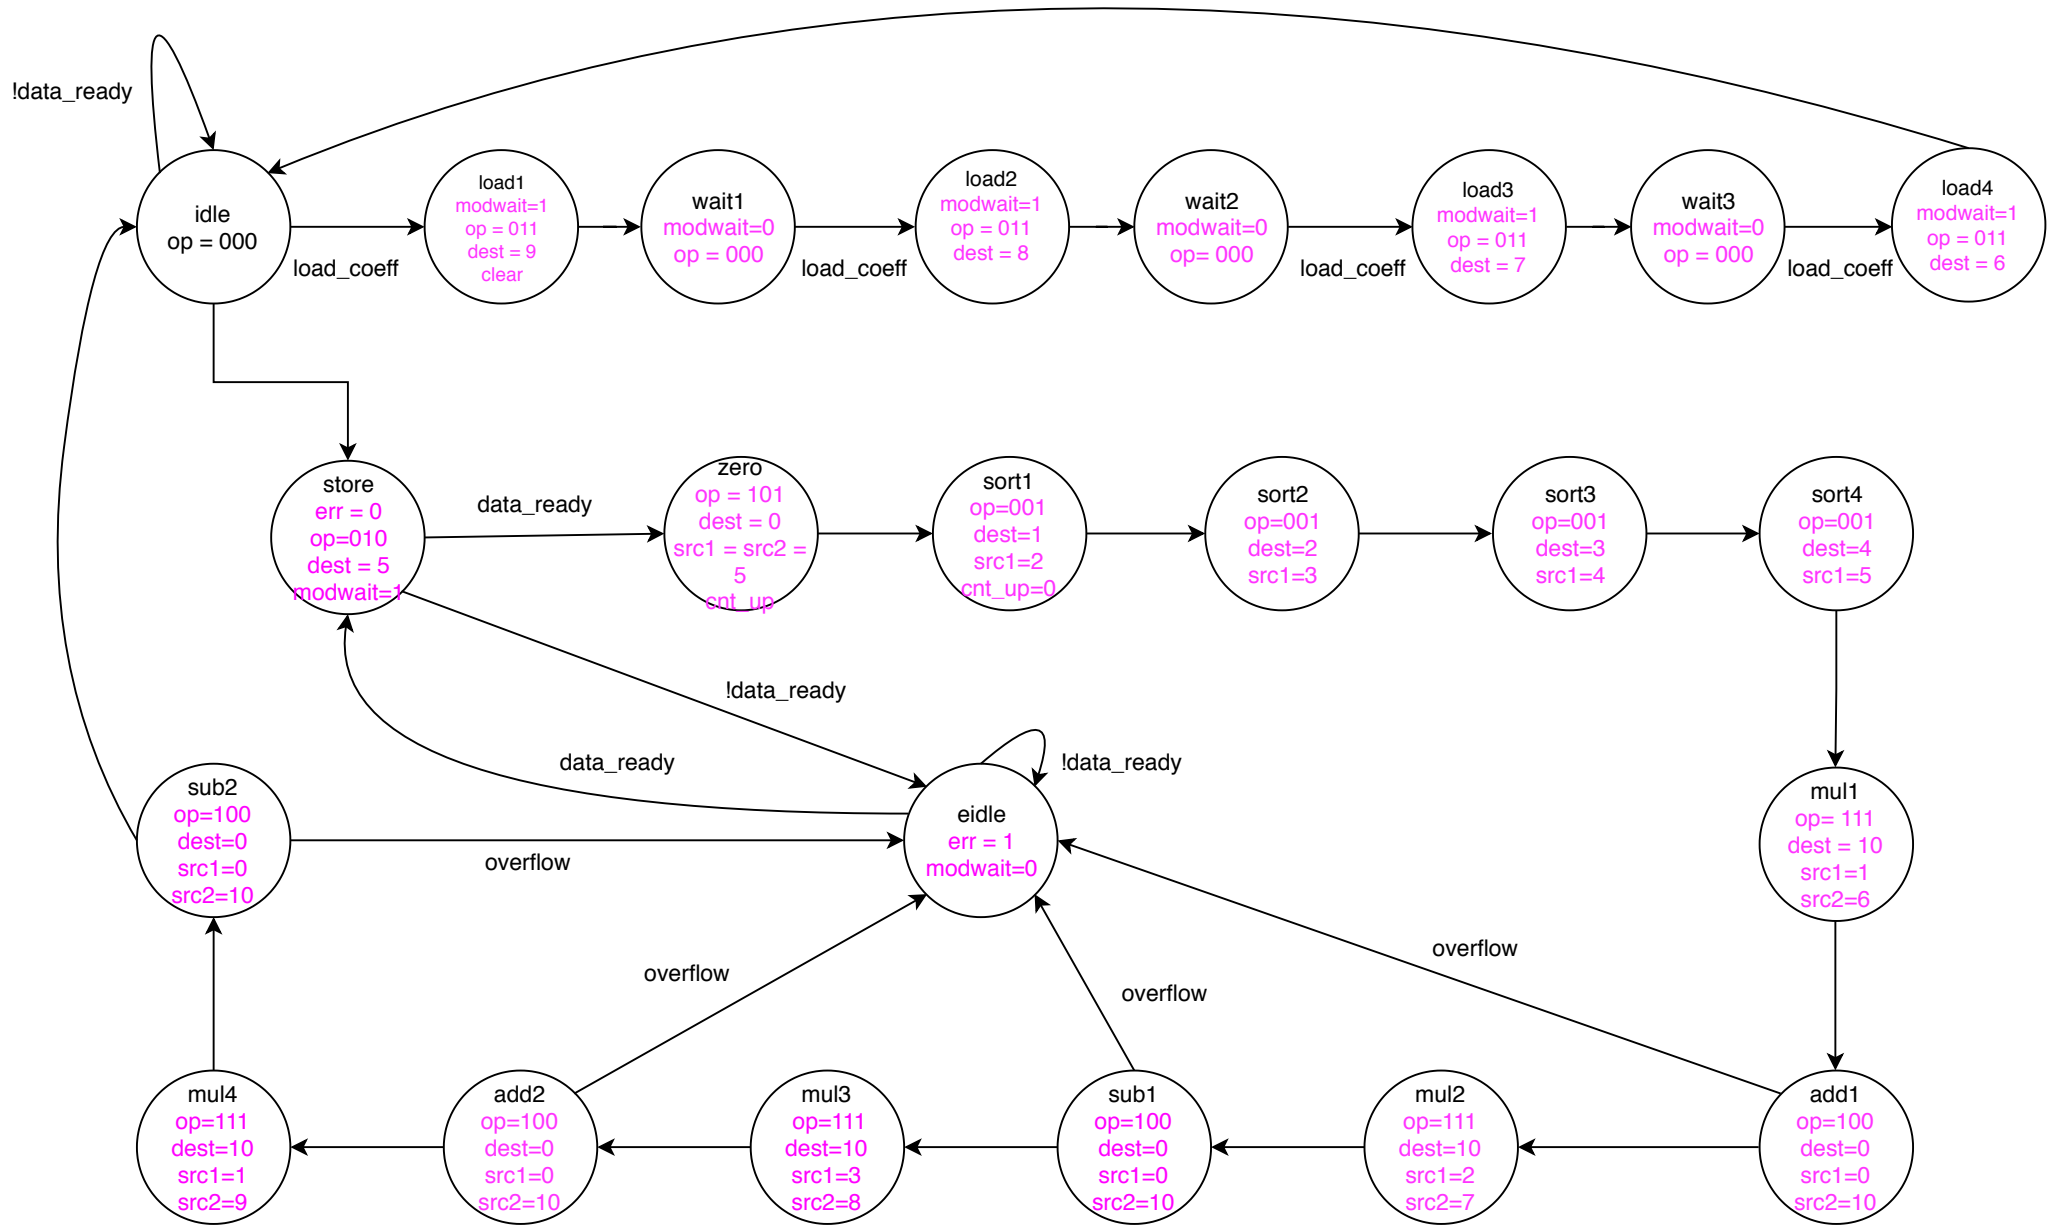 !data_ready
idle
op = 000
load_coeff
load1
modwait=1
op = 011
dest = 9
clear
wait1
modwait=0
op = 000
load_coeff
load2
modwait=1
op = 011
dest = 8
wait2
modwait=0
op= 000
load_coeff
load3
modwait=1
op = 011
dest = 7
wait3
modwait=0
op = 000
load_coeff
load4
modwait=1
op = 011
dest = 6
store
err = 0
op=010
dest = 5
modwait=1
data_ready
zero
op = 101
dest = 0
src1 = src2 =
5
cnt_up
sort1
op=001
dest=1
src1=2
cnt_up=0
sort2
op=001
dest=2
src1=3
sort3
op=001
dest=3
src1=4
sort4
op=001
dest=4
src1=5
!data_ready
data_ready
!data_ready
sub2
op=100
dest=0
src1=0
src2=10
overflow
eidle
err = 1
modwait=0
mul1
op= 111
dest = 10
src1=1
src2=6
overflow
overflow
overflow
mul4
op=111
dest=10
src1=1
src2=9
add2
op=100
dest=0
src1=0
src2=10
mul3
op=111
dest=10
src1=3
src2=8
sub1
op=100
dest=0
src1=0
src2=10
mul2
op=111
dest=10
src1=2
src2=7
add1
op=100
dest=0
src1=0
src2=10